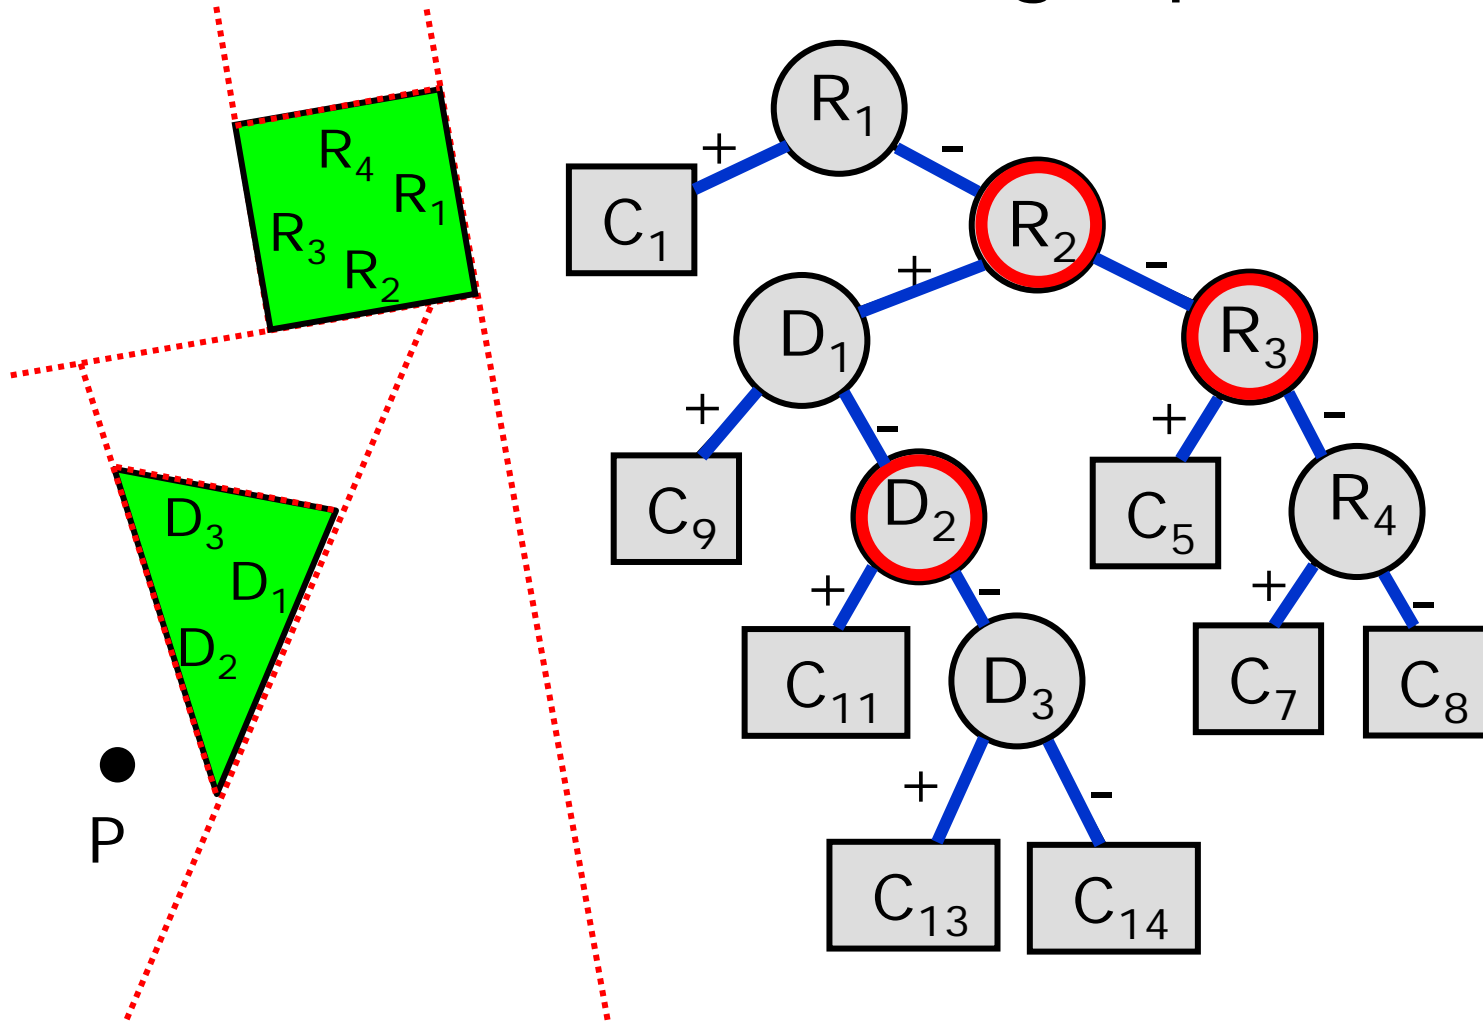 R4
R1
R3
R2
D3
D1
D2
P
R1
+ -
C1
R2
+ -
D1
R3
+ -
+ -
C9
D2
C5
R4
+ -
+ -
C11
D3
C7
C8
+ -
C13
C14